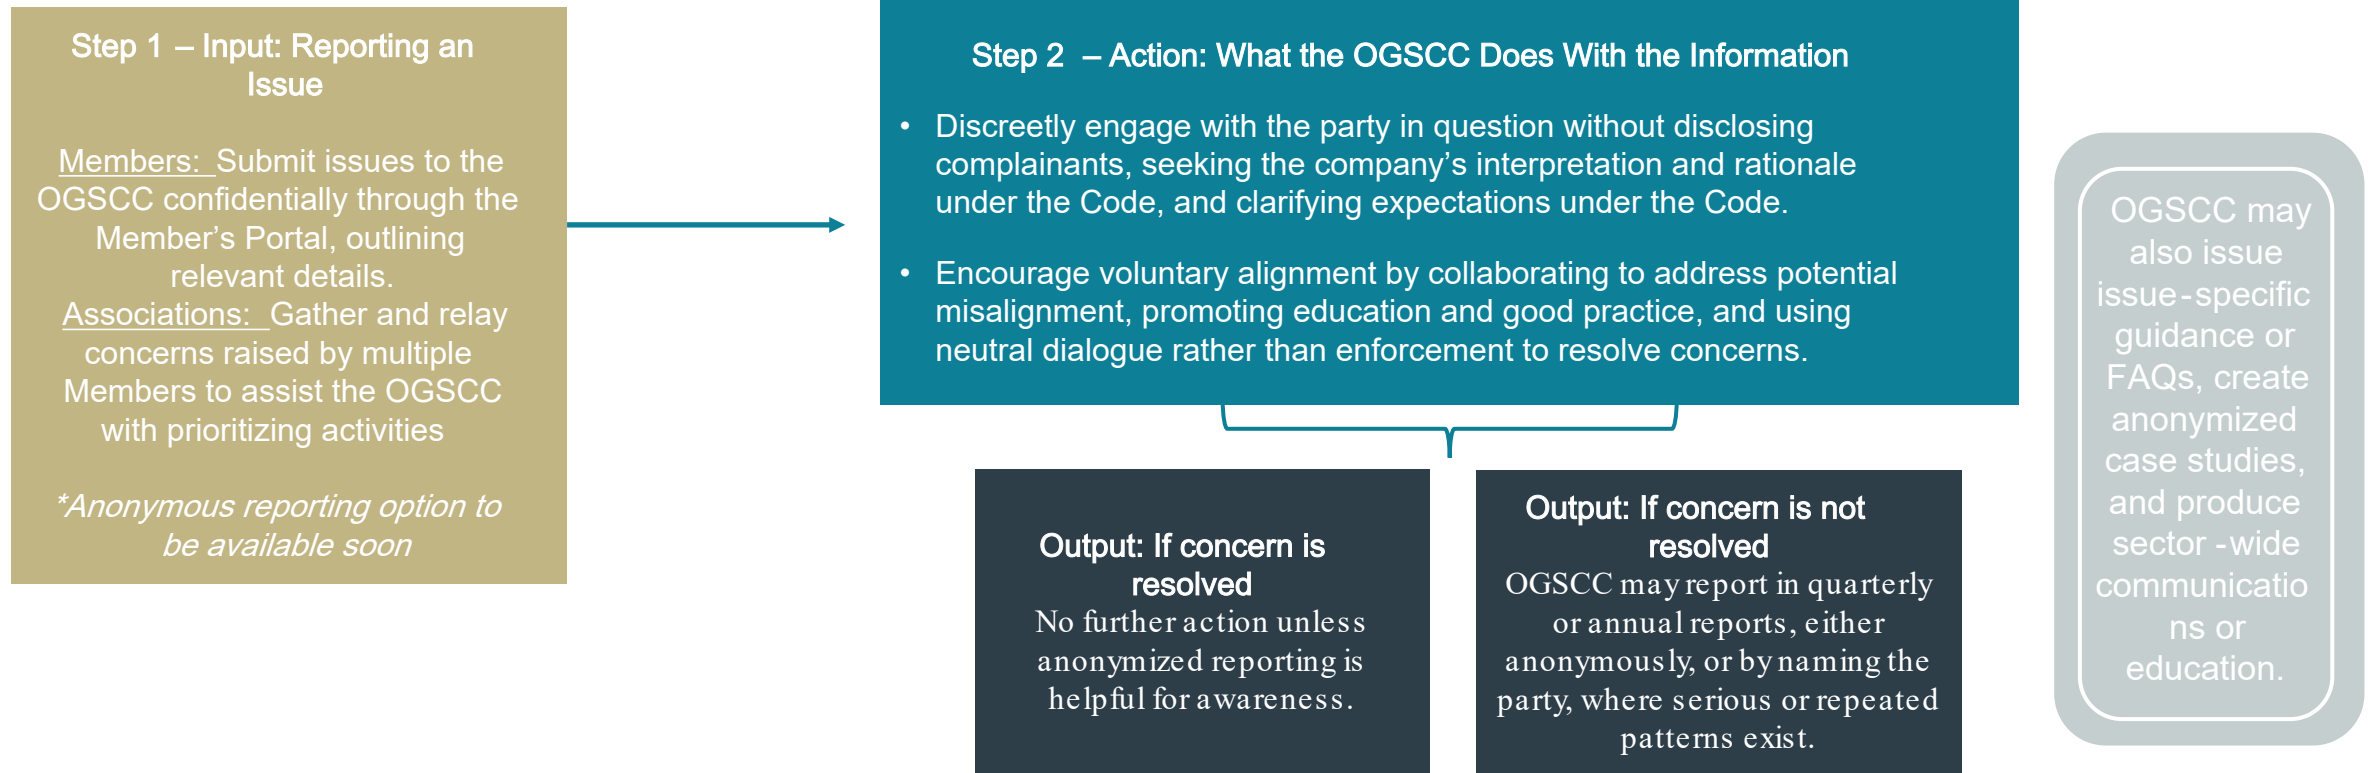 Step 1 – Input: Reporting an
Issue
Members: Submit issues to the
OGSCC confidentially through the
Member’s Portal, outlining
relevant details.
Associations: Gather and relay
concerns raised by multiple
Members to assist the OGSCC
with prioritizing activities
*Anonymous reporting option to
be available soon
Step 2 – Action: What the OGSCC Does With the Information
• Discreetly engage with the party in question without disclosing
complainants, seeking the company’s interpretation and rationale
under the Code, and clarifying expectations under the Code.
• Encourage voluntary alignment by collaborating to address potential
misalignment, promoting education and good practice, and using
neutral dialogue rather than enforcement to resolve concerns.
Output: If concern is
resolved
No further action unless
anonymized reporting is
helpful for awareness.
Output: If concern is not
resolved
OGSCC may report in quarterly
or annual reports, either
anonymously, or by naming the
party, where serious or repeated
patterns exist.
OGSCC may
also issue
issue-specific
guidance or
FAQs, create
anonymized
case studies,
and produce
sector -wide
communicatio
ns or
education.